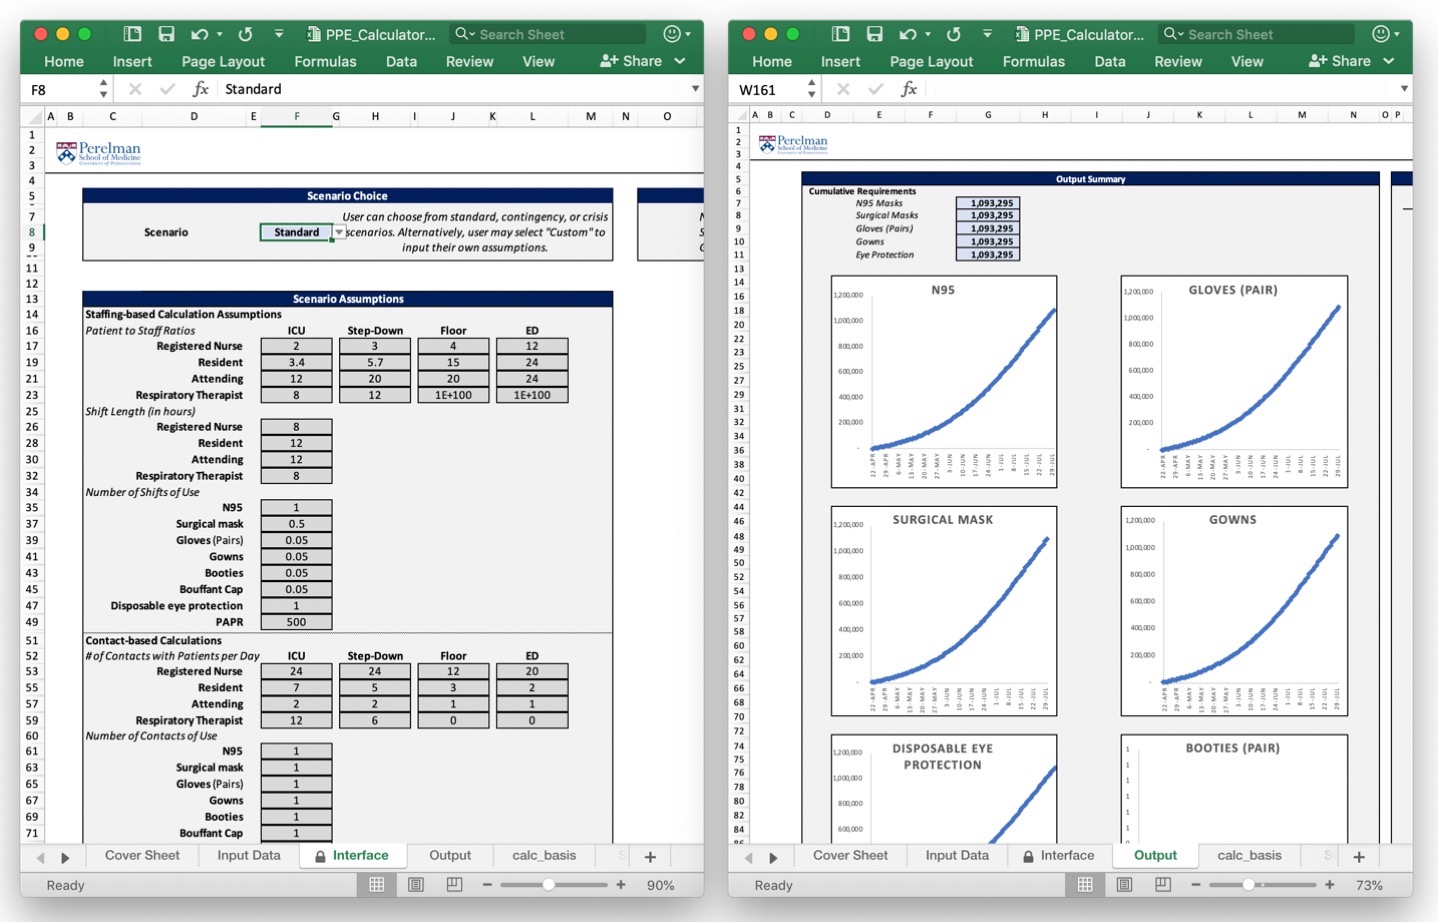 PPE_Calculator...
Search Sheet
Home Insert Page Layout Formulas Data Review View Share
F8 fx Standard
A B C D E F G H I J K L M N O
Perelman
School of Medicine
University of Pennsylvania
Scenario Choice
Scenario Standard
User can choose from standard, contingency, or crisis
scenarios. Alternatively, user may select "Custom" to
input their own assumptions.
Scenario Assumptions
Staffing-based Calculation Assumptions
Patient to Staff Ratios ICU Step-Down Floor ED
Registered Nurse 2 3 4 12
Resident 3.4 5.7 15 24
Attending 12 20 20 24
Respiratory Therapist 8 12 1E+100 1E+100
Shift Length (in hours)
Registered Nurse 8
Resident 12
Attending 12
Respiratory Therapist 8
Number of Shifts of Use
N95 1
Surgical mask 0.5
Gloves (Pairs) 0.05
Gowns 0.05
Booties 0.05
Bouffant Cap 0.05
Disposable eye protection 1
PAPR 500
Contact-based Calculations
# of Contacts with Patients per Day ICU Step-Down Floor ED
Registered Nurse 24 24 12 20
Resident 7 5 3 2
Attending 2 2 1 1
Respiratory Therapist 12 6 0 0
Number of Contacts of Use
N95 1
Surgical mask 1
Gloves (Pairs) 1
Gowns 1
Booties 1
Bouffant Cap 1
1
2
3
4
5
7
8
9
11
12
13
14
16
17
19
21
23
25
26
28
30
32
34
35
37
39
41
43
45
47
49
51
52
53
55
57
59
60
61
63
65
67
69
71
Cover Sheet Input Data Interface Output calc_basis
Ready 90%
PPE_Calculator...
Search Sheet
Home Insert Page Layout Formulas Data Review View Share
W161 fx
A B C D E F G H I J K L M N O P
Perelman
School of Medicine
University of Pennsylvania
Output Summary
Cumulative Requirements
N95 Masks 1,093,295
Surgical Masks 1,093,295
Gloves (Pairs) 1,093,295
Gowns 1,093,295
Eye Protection 1,093,295
N95
1,200,000
1,000,000
800,000
600,000
400,000
200,000
-
22-APR 29-APR 6-MAY 13-MAY 20-MAY 27-MAY 3-JUN 10-JUN 17-JUN 24-JUN 1-JUL 8-JUL 15-JUL 22-JUL 29-JUL
GLOVES (PAIR)
1,200,000
1,000,000
800,000
600,000
400,000
200,000
-
22-APR 29-APR 6-MAY 13-MAY 20-MAY 27-MAY 3-JUN 10-JUN 17-JUN 24-JUN 1-JUL 8-JUL 15-JUL 22-JUL 29-JUL
SURGICAL MASK
1,200,000
1,000,000
800,000
600,000
400,000
200,000
-
22-APR 29-APR 6-MAY 13-MAY 20-MAY 27-MAY 3-JUN 10-JUN 17-JUN 24-JUN 1-JUL 8-JUL 15-JUL 22-JUL 29-JUL
GOWNS
1,200,000
1,000,000
800,000
600,000
400,000
200,000
-
22-APR 29-APR 6-MAY 13-MAY 20-MAY 27-MAY 3-JUN 10-JUN 17-JUN 24-JUN 1-JUL 8-JUL 15-JUL 22-JUL 29-JUL
DISPOSABLE EYE
PROTECTION
1,200,000
1,000,000
800,000
600,000
BOOTIES (PAIR)
1
1
1
1
1
1
1
2
3
4
5
6
7
8
9
10
11
13
14
16
18
20
22
23
25
27
29
31
32
34
36
38
40
42
44
46
48
49
50
52
54
56
57
58
60
62
64
66
68
70
72
74
75
76
78
80
82
84
Cover Sheet Input Data Interface Output calc_basis
Ready 73%